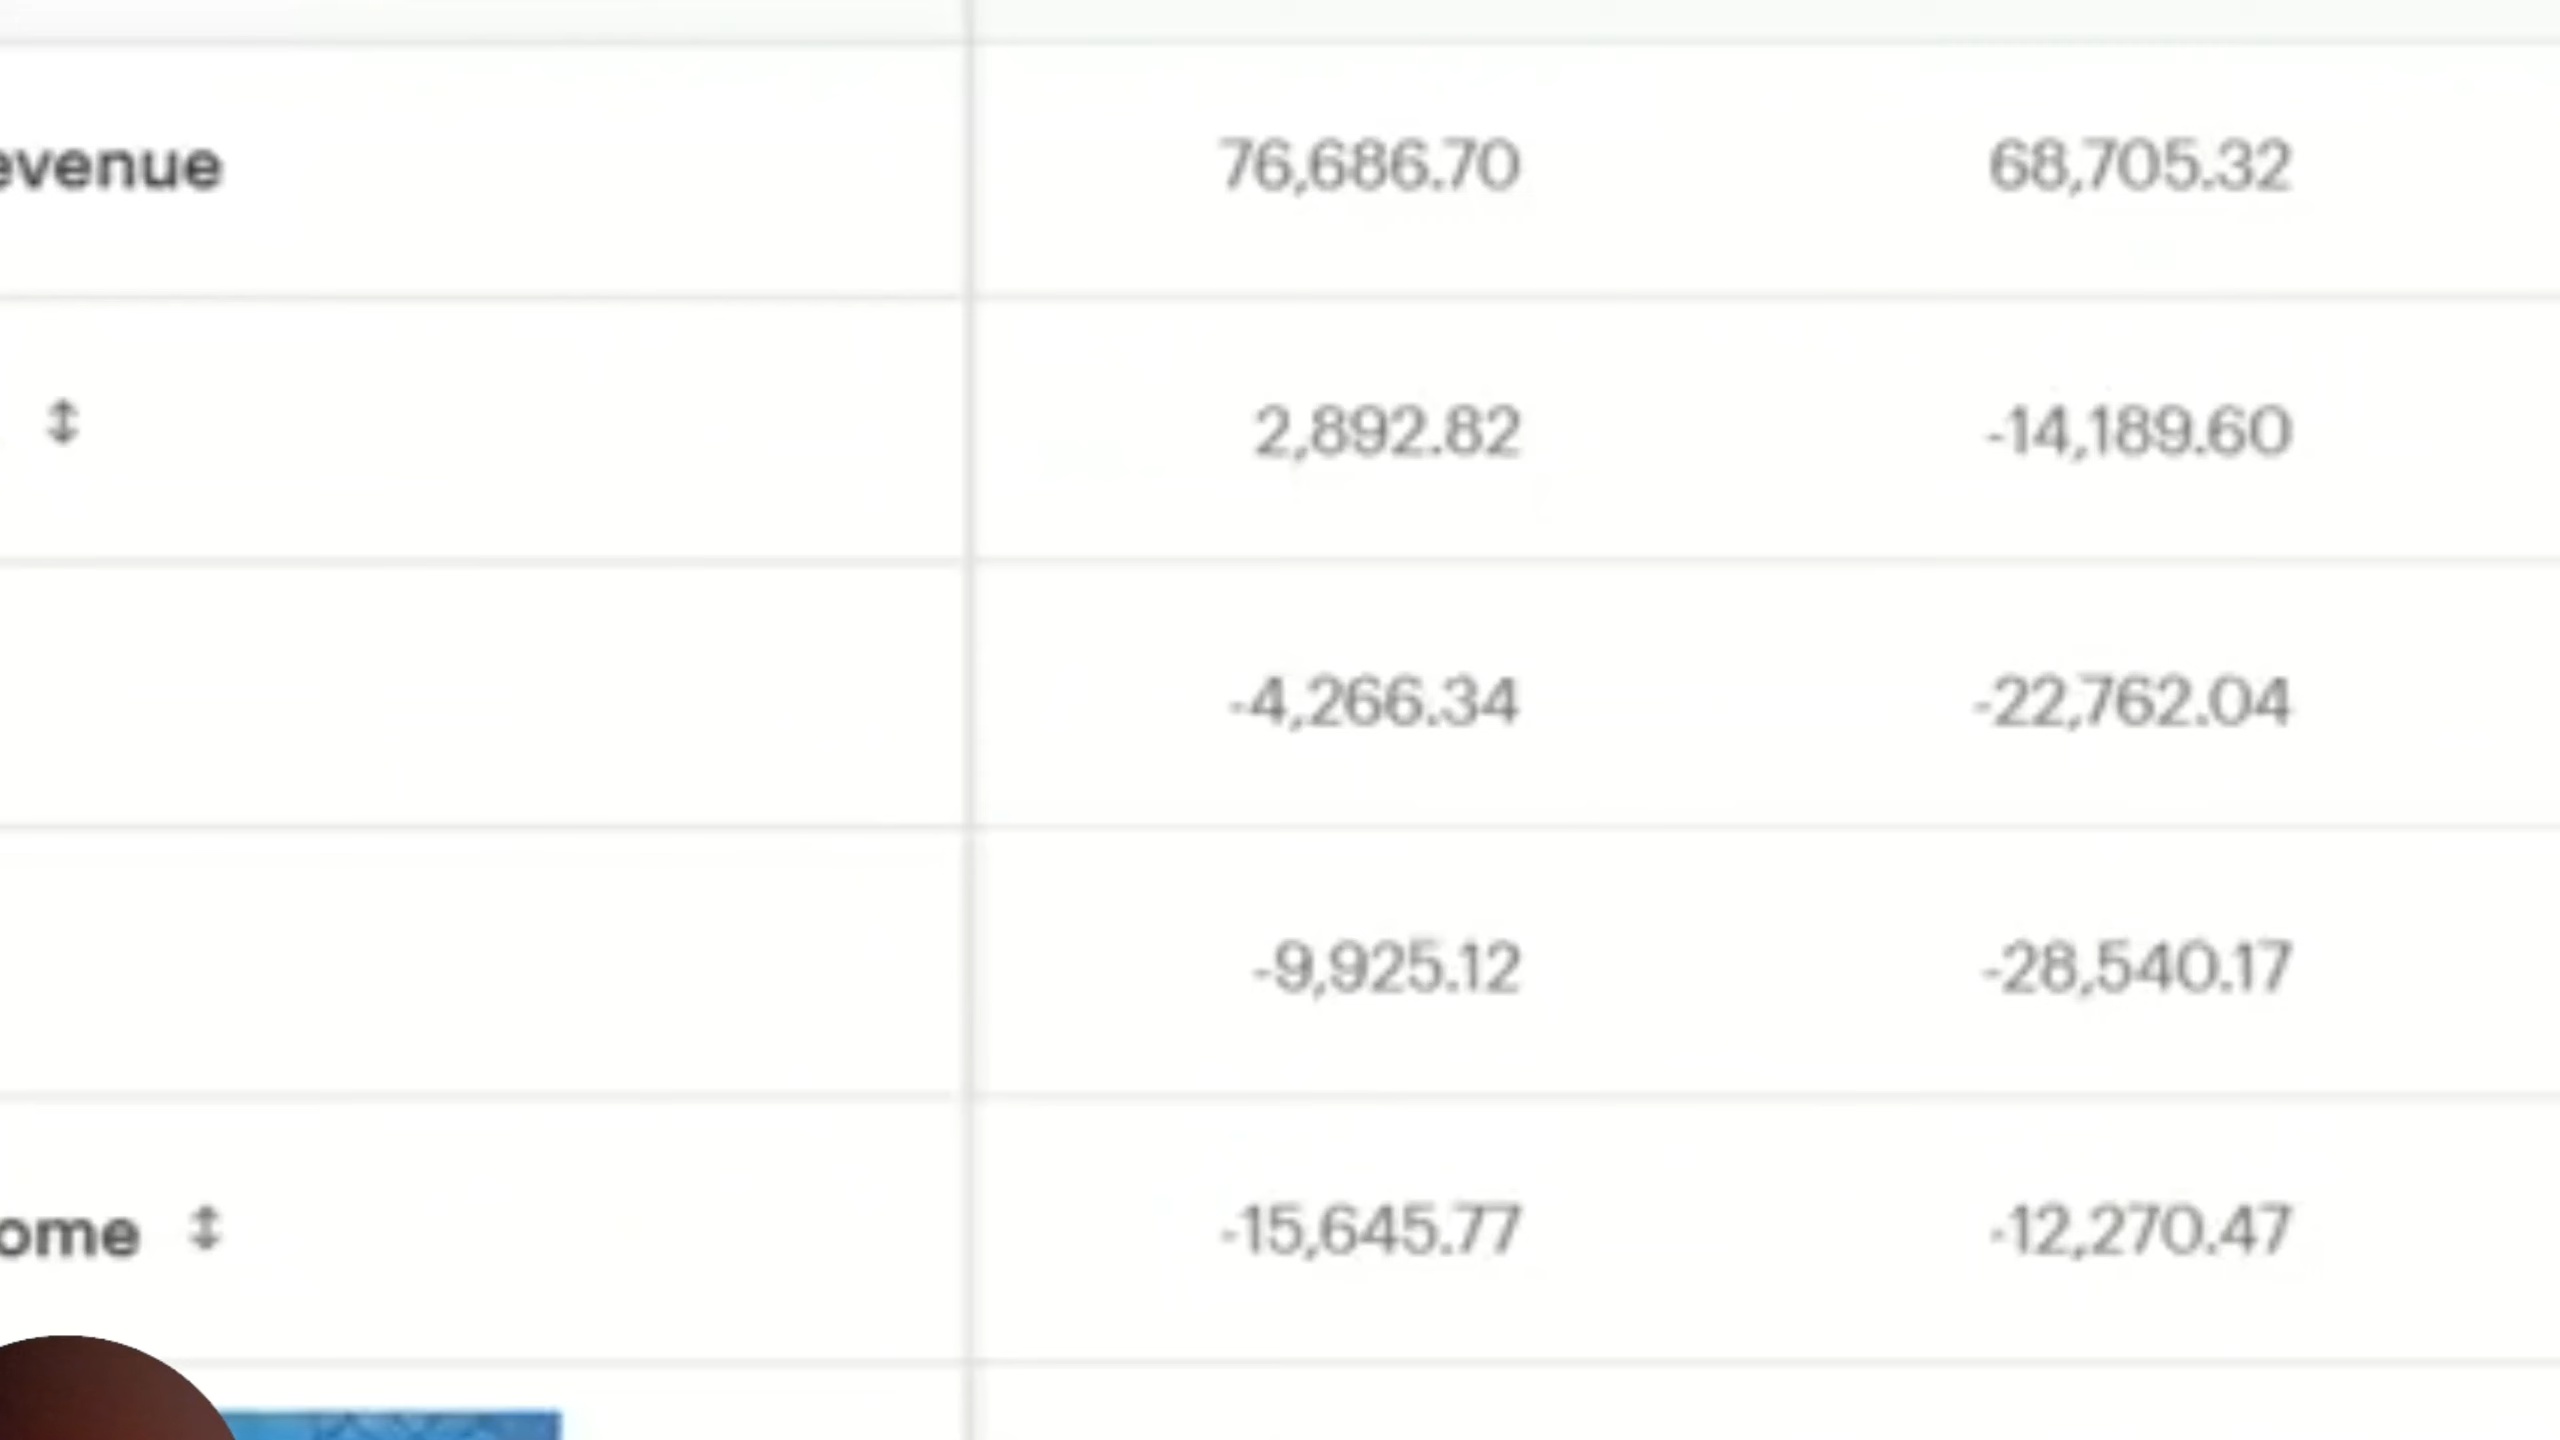 evenue 76,686.70 68,705.32
↕ 2,892.82 -14,189.60
-4,266.34 -22,762.04
-9,925.12 -28,540.17
ome ↕ -15,645.77 -12,270.47